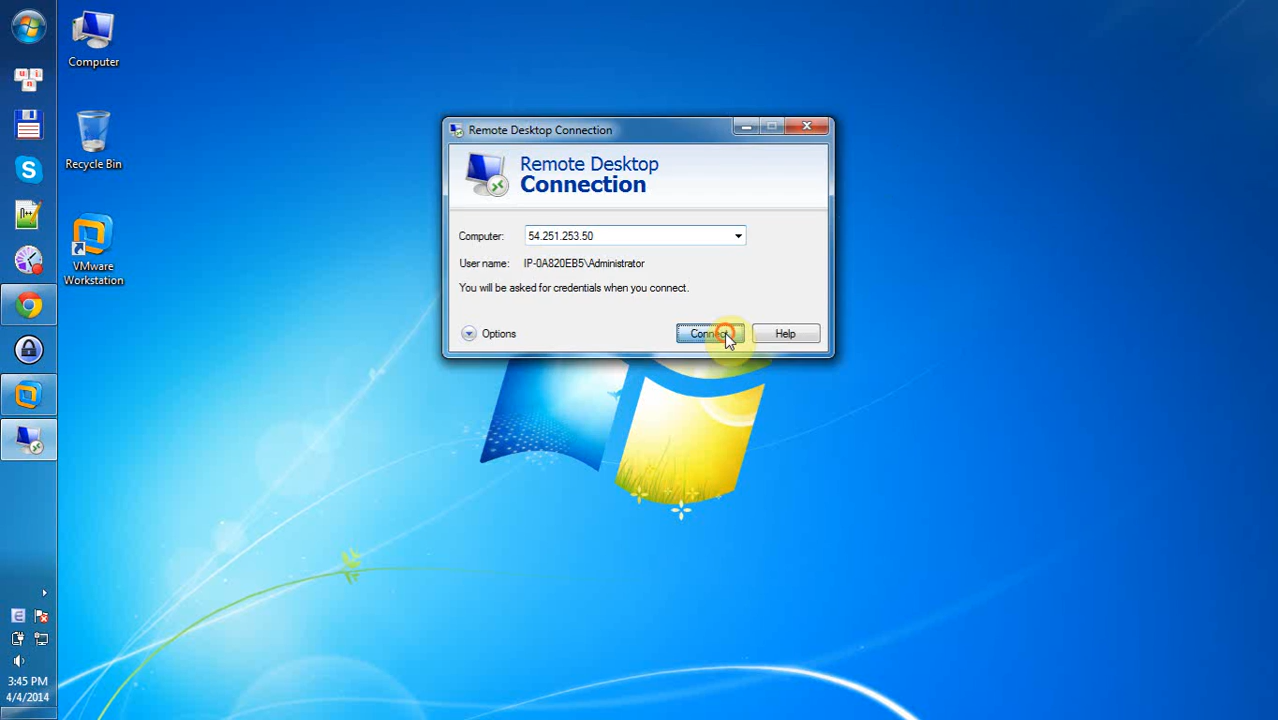 Computer
Recycle Bin
VMware
Workstation
Remote Desktop Connection
Remote Desktop
Connection
Computer: 54.251.253.50
User name: IP-0A820EB5\Administrator
You will be asked for credentials when you connect.
Options
Connect
Help
3:45 PM
4/4/2014